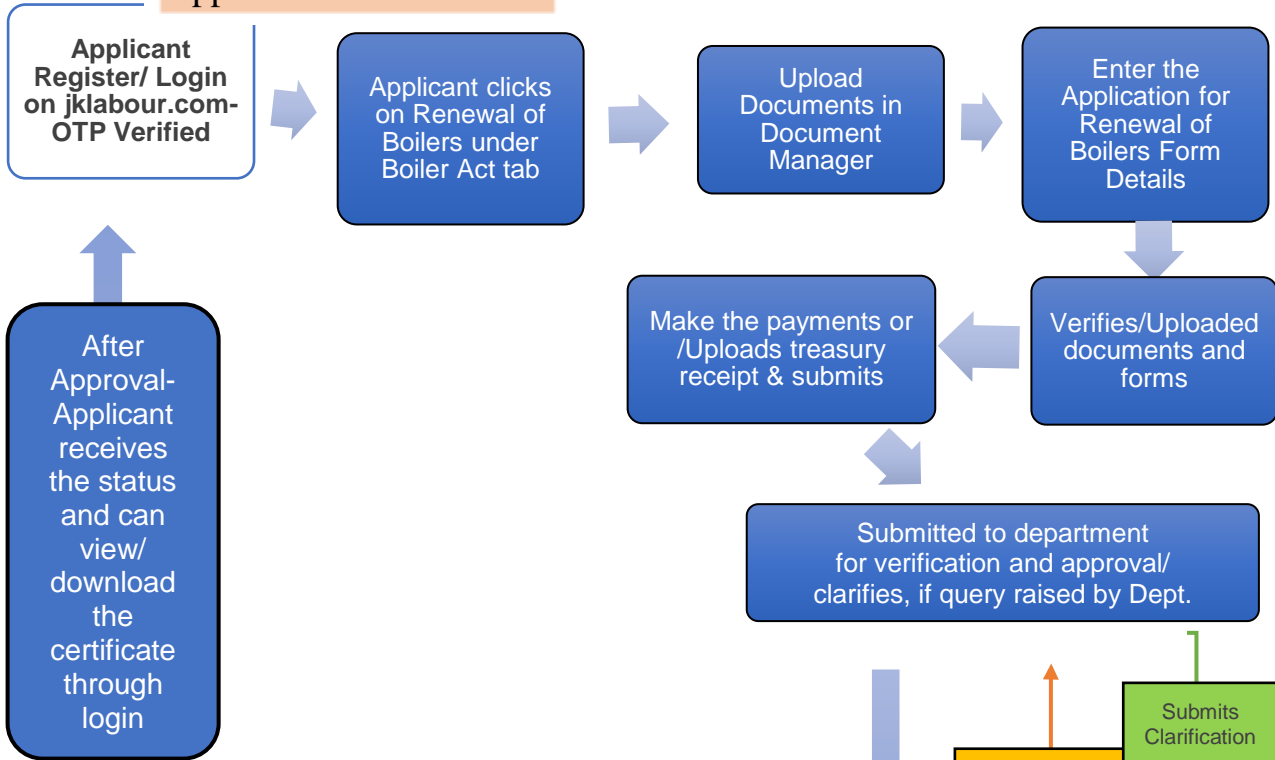 Applicant
Register/ Login
on jklabour.com-
OTP Verified
Applicant clicks
on Renewal of
Boilers under
Boiler Act tab
Upload
Documents in
Document
Manager
Enter the
Application for
Renewal of
Boilers Form
Details
Verifies/Uploaded
documents and
forms
Make the payments or
/Uploads treasury
receipt & submits
Submitted to department
for verification and approval/
clarifies, if query raised by Dept.
Submits
Clarification
After
Approval-
Applicant
receives
the status
and can
view/
download
the
certificate
through
login